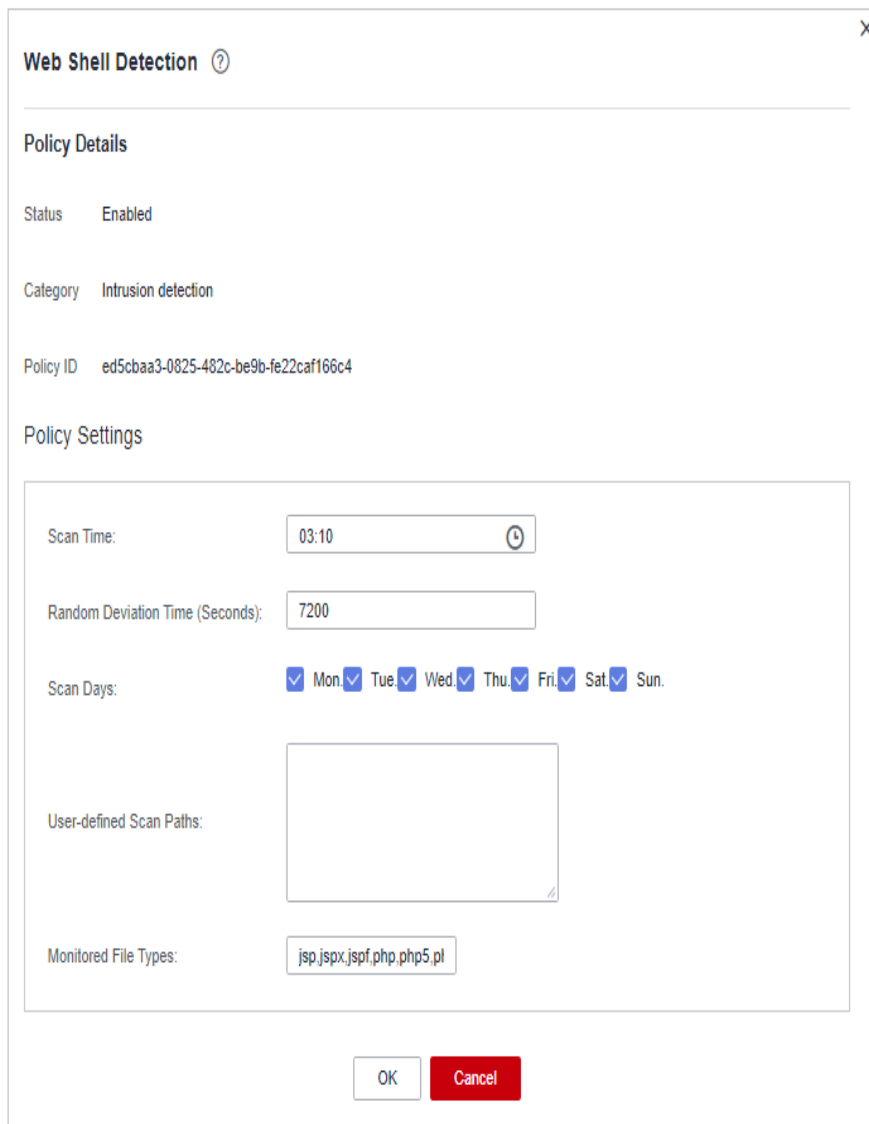 Web Shell Detection ?
Policy Details
Status Enabled
Category Intrusion detection
Policy ID ed5cbaa3-0825-482c-be9b-fe22caf166c4
Policy Settings
Scan Time: 03:10
Random Deviation Time (Seconds): 7200
Scan Days: Mon. Tue. Wed. Thu. Fri. Sat. Sun.
User-defined Scan Paths:
Monitored File Types: jsp,jspx,jspf,php,php5,
OK Cancel